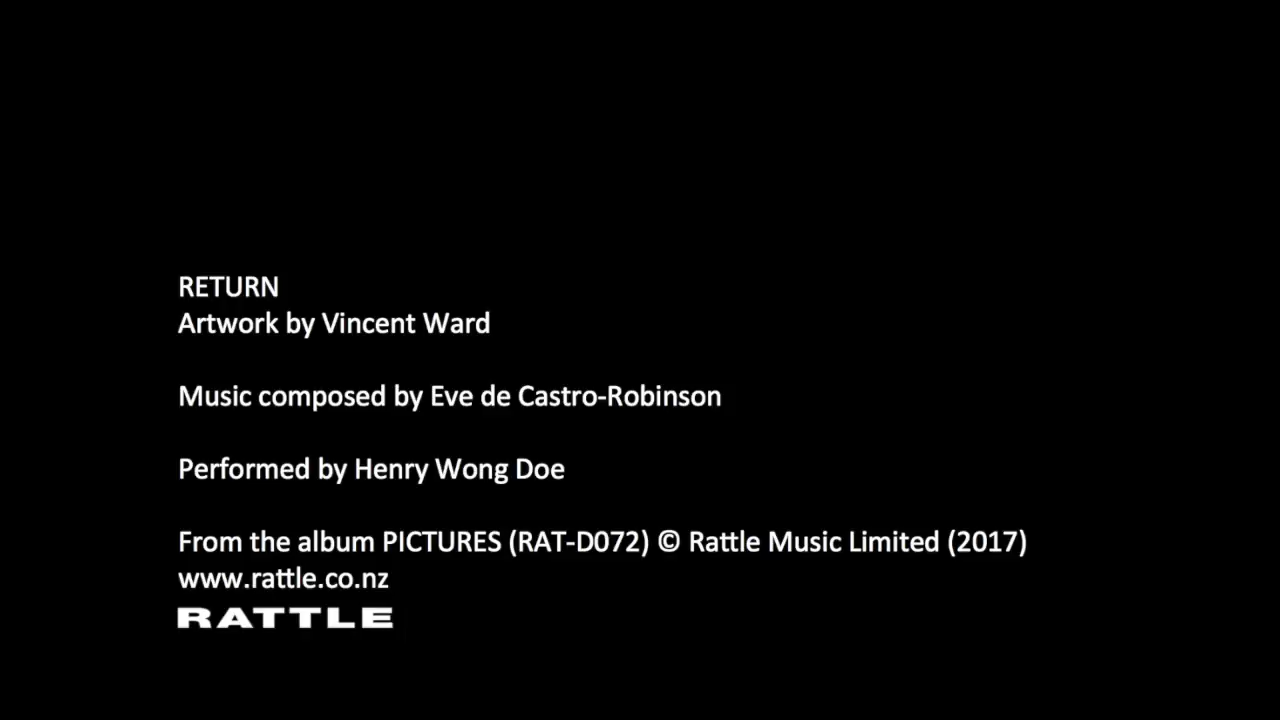 RETURN
Artwork by Vincent Ward
Music composed by Eve de Castro-Robinson
Performed by Henry Wong Doe
From the album PICTURES (RAT-D072) © Rattle Music Limited (2017)
www.rattle.co.nz
RATTLE